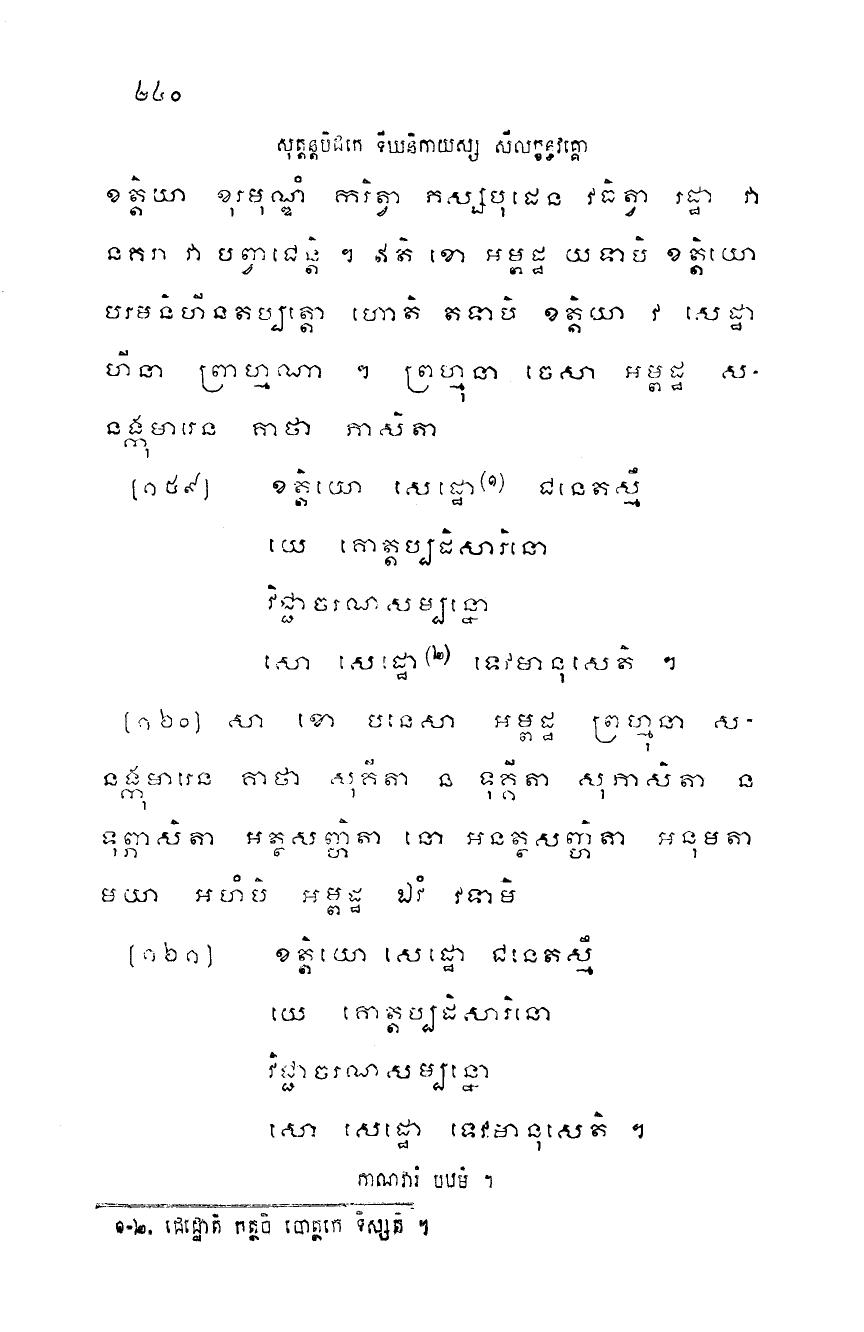 ២៤០
សុត្តន្តបិដកេ ទីឃនិកាយស្ស សីលក្ខន្ធវគ្គោ
ខត្តិយា ខុរមុណ្ឌំ ការិត្វា ភស្សបុដេន វធិត្វា រដ្ឋា វា
នគរា វា បព្វាជេន្តិ ។ ឥតិ ខោ អម្ពដ្ឋ យទាបិ ខត្តិយោ
បរមនិហីនតប្បត្តោ ហោតិ តទាបិ ខត្តិយា វ សេដ្ឋា
ហីនា ព្រាហ្មណា ។ ព្រហ្មុនា ចេសា អម្ពដ្ឋ ស-
នង្កុមារេន គាថា ភាសិតា
[១៥៩] ខត្តិយោ សេដ្ឋោ(១) ជនេតស្មឹ
យេ គោត្តប្បដិសារិនោ
វិជ្ជាចរណសម្បន្នោ
សោ សេដ្ឋោ(២) ទេវមានុសេតិ ។
[១៦០] សា ខោ បនេសា អម្ពដ្ឋ ព្រហ្មុនា ស-
នង្កុមារេន គាថា សុគីតា ន ទុគ្គីតា សុភាសិតា ន
ទុព្ភាសិតា អត្ថសញ្ហិតា នោ អនត្ថសញ្ហិតា អនុមតា
មយា អហំបិ អម្ពដ្ឋ ឯវំ វទាមិ
[១៦១] ខត្តិយោ សេដ្ឋោ ជនេតស្មឹ
យេ គោត្តប្បដិសារិនោ
វិជ្ជាចរណសម្បន្នោ
សោ សេដ្ឋោ ទេវមានុសេតិ ។
ភាណវារំ បឋមំ ។
១-២. ជេដ្ឋោតិ កត្ថចិ បោត្ថកេ ទិស្សតិ ។